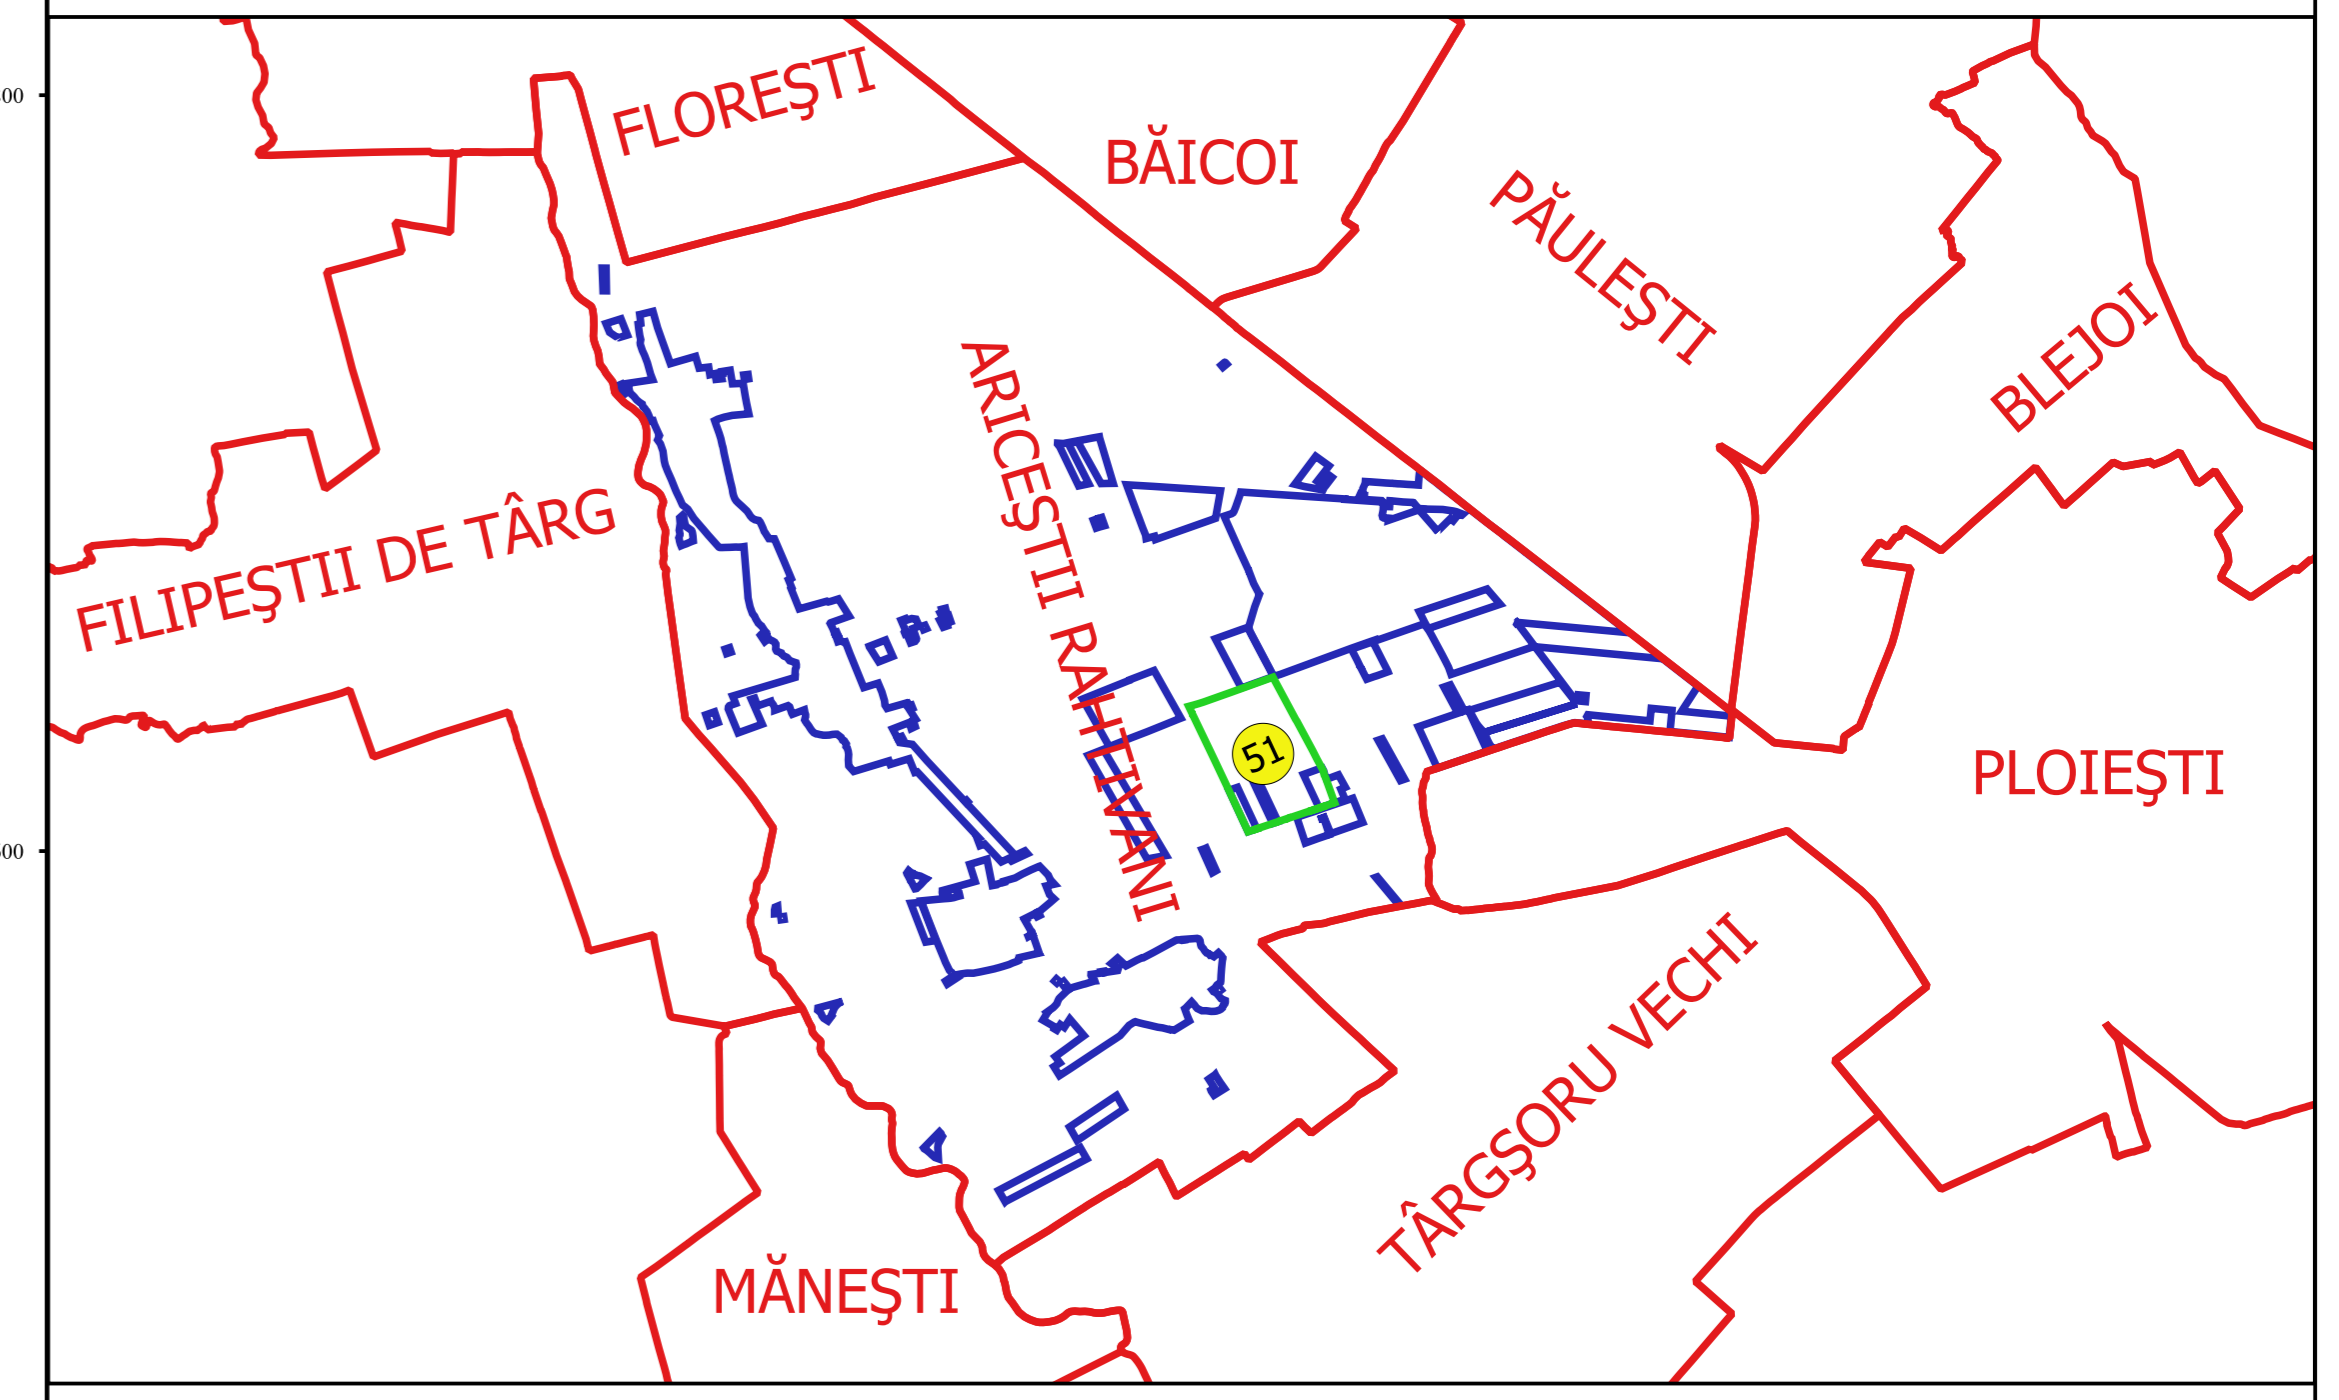 FLOREŞTI
BĂICOI
PĂULEŞTI
BLEJOI
ARICEŞTII RAHTIVANI
FILIPEŞTII DE TÂRG
51
PLOIEŞTI
TÂRGŞORU VECHI
MĂNEŞTI